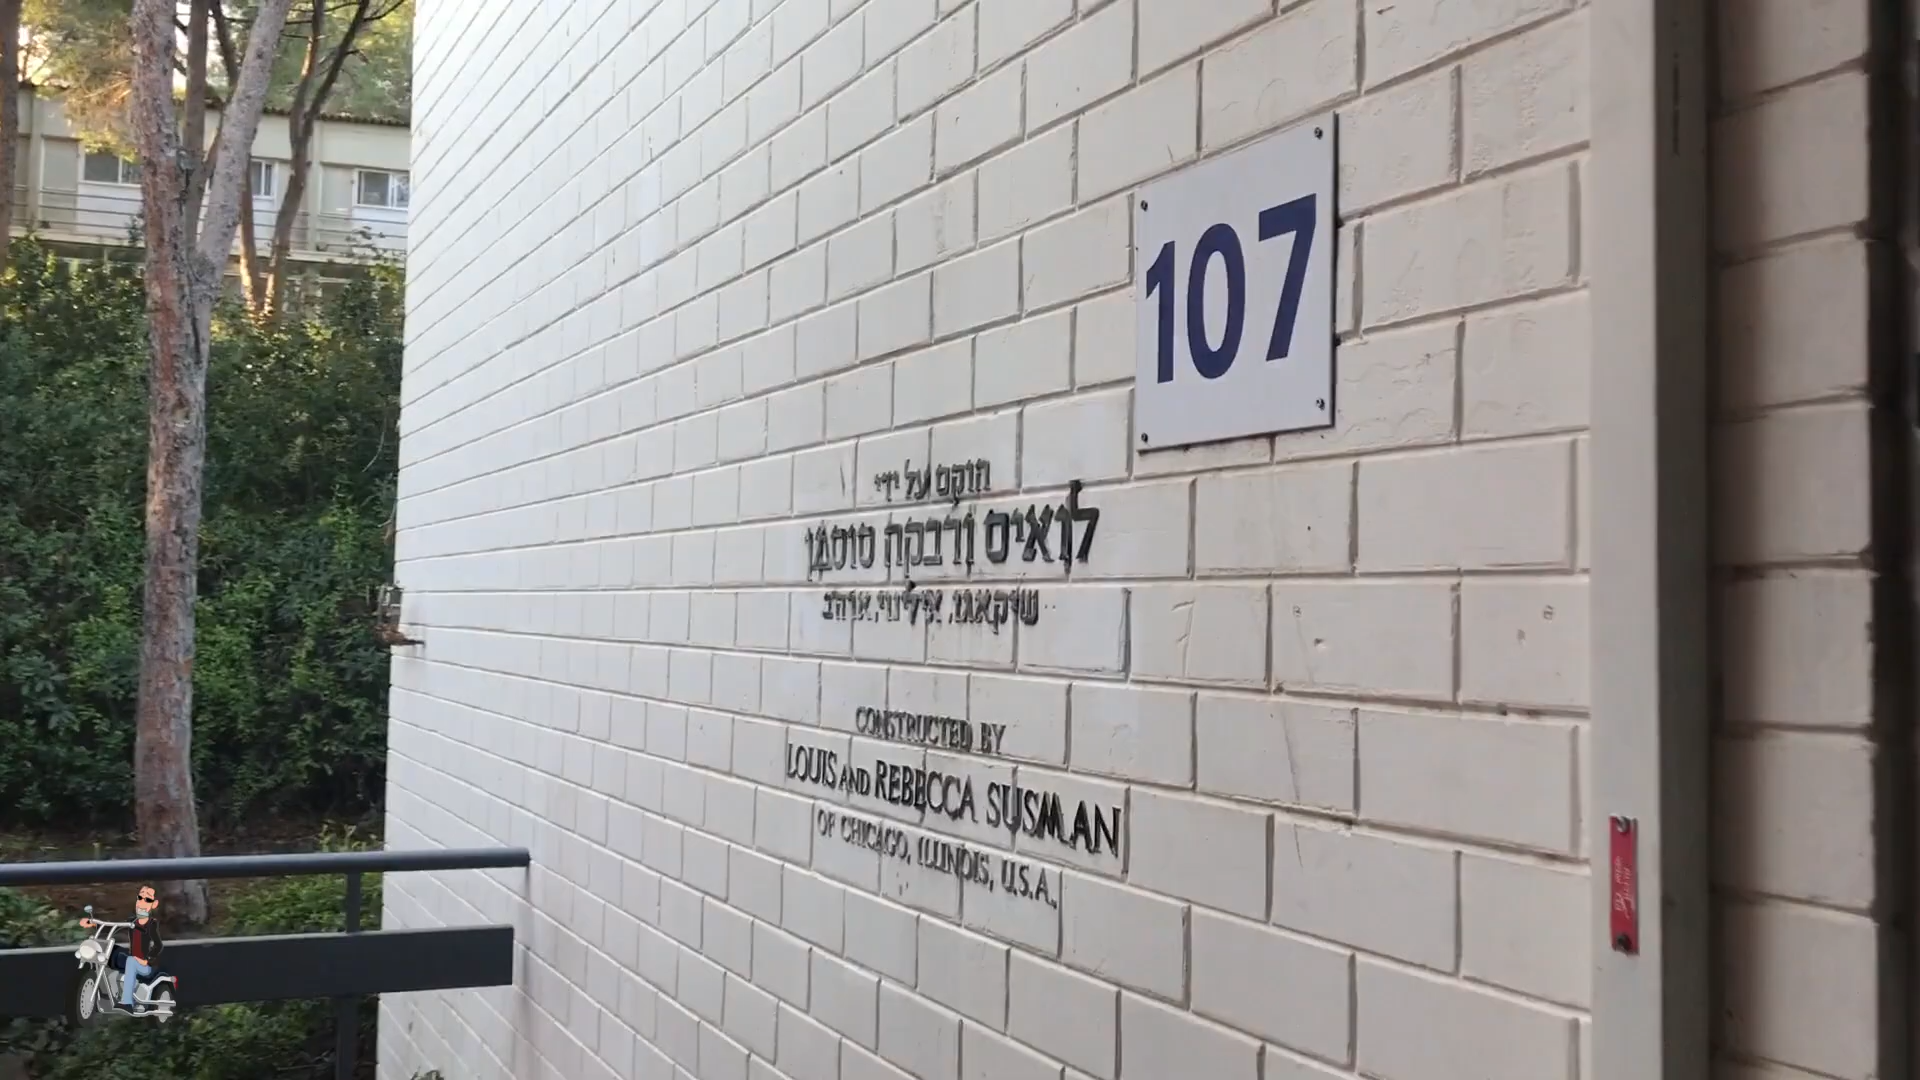 107
הוקם על ידי
לואיס ורבקה סוסמן
שיקאגו, אילינוי, ארה״ב
CONSTRUCTED BY
LOUIS AND REBECCA SUSMAN
OF CHICAGO, ILLINOIS, U.S.A.